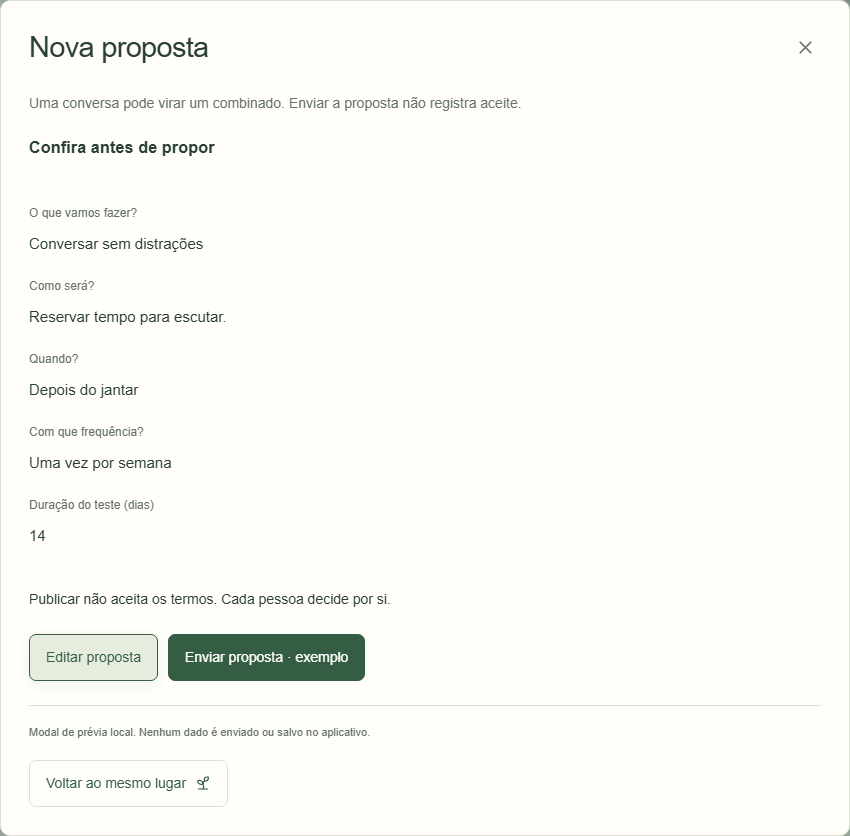 Nova proposta
Uma conversa pode virar um combinado. Enviar a proposta não registra aceite.
Confira antes de propor
O que vamos fazer?
Conversar sem distrações
Como será?
Reservar tempo para escutar.
Quando?
Depois do jantar
Com que frequência?
Uma vez por semana
Duração do teste (dias)
14
Publicar não aceita os termos. Cada pessoa decide por si.
Editar proposta
Enviar proposta · exemplo
Modal de prévia local. Nenhum dado é enviado ou salvo no aplicativo.
Voltar ao mesmo lugar